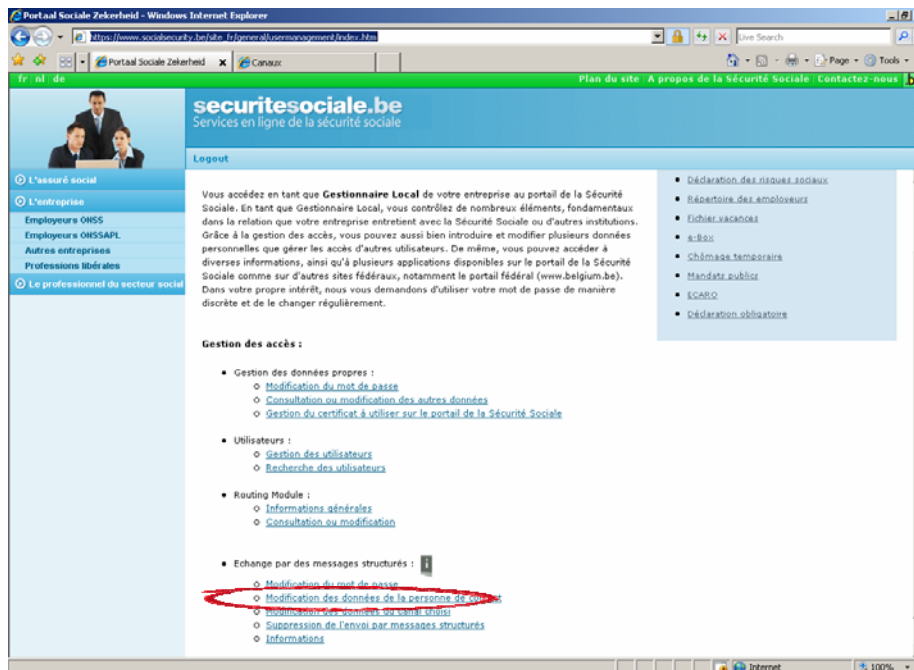 Portaal Sociale Zekerheid - Windows Internet Explorer
https://www.socialsecurity.be/site_fr/general/usermanagement/index.htm
Live Search
Portaal Sociale Zekerheid
Canaux
Page
Tools
fr nl de
Plan du site A propos de la Sécurité Sociale Contactez-nous
securitesociale.be
Services en ligne de la sécurité sociale
Logout
L'assuré social
L'entreprise
Employeurs ONSS
Employeurs ONSSAPL
Autres entreprises
Professions libérales
Le professionnel du secteur social
Vous accédez en tant que Gestionnaire Local de votre entreprise au portail de la Sécurité
Sociale. En tant que Gestionnaire Local, vous contrôlez de nombreux éléments, fondamentaux
dans la relation que votre entreprise entretient avec la Sécurité Sociale ou d'autres institutions.
Grâce à la gestion des accès, vous pouvez aussi bien introduire et modifier plusieurs données
personnelles que gérer les accès d'autres utilisateurs. De même, vous pouvez accéder à
diverses informations, ainsi qu'à plusieurs applications disponibles sur le portail de la Sécurité
Sociale comme sur d'autres sites fédéraux, notamment le portail fédéral (www.belgium.be).
Dans votre propre intérêt, nous vous demandons d'utiliser votre mot de passe de manière
discrète et de le changer régulièrement.
Déclaration des risques sociaux
Répertoire des employeurs
Fichier vacances
e-Box
Chômage temporaire
Mandats publics
ECARO
Déclaration obligatoire
Gestion des accès :
Gestion des données propres :
Modification du mot de passe
Consultation ou modification des autres données
Gestion du certificat à utiliser sur le portail de la Sécurité Sociale
Utilisateurs :
Gestion des utilisateurs
Recherche des utilisateurs
Routing Module :
Informations générales
Consultation ou modification
Echange par des messages structurés : i
Modification du mot de passe
Modification des données de la personne de contact
Modification des données du canal choisi
Suppression de l'envoi par messages structurés
Informations
Internet
100%